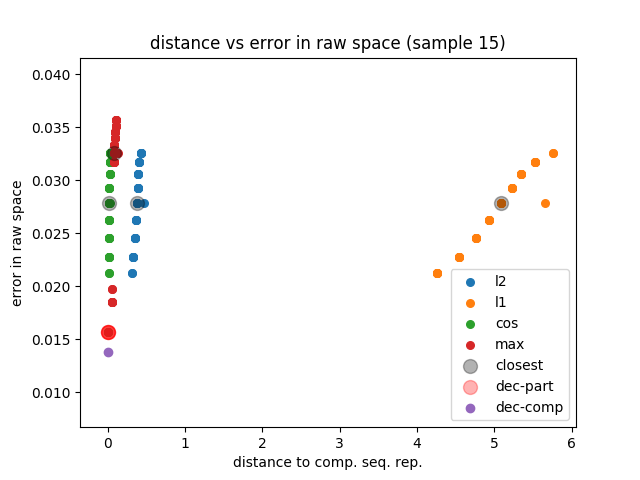 distance vs error in raw space (sample 15)
0.040
0.035
0.030
0.025
0.020
0.015
0.010
error in raw space
l2
l1
cos
max
closest
dec-part
dec-comp
0 1 2 3 4 5 6
distance to comp. seq. rep.